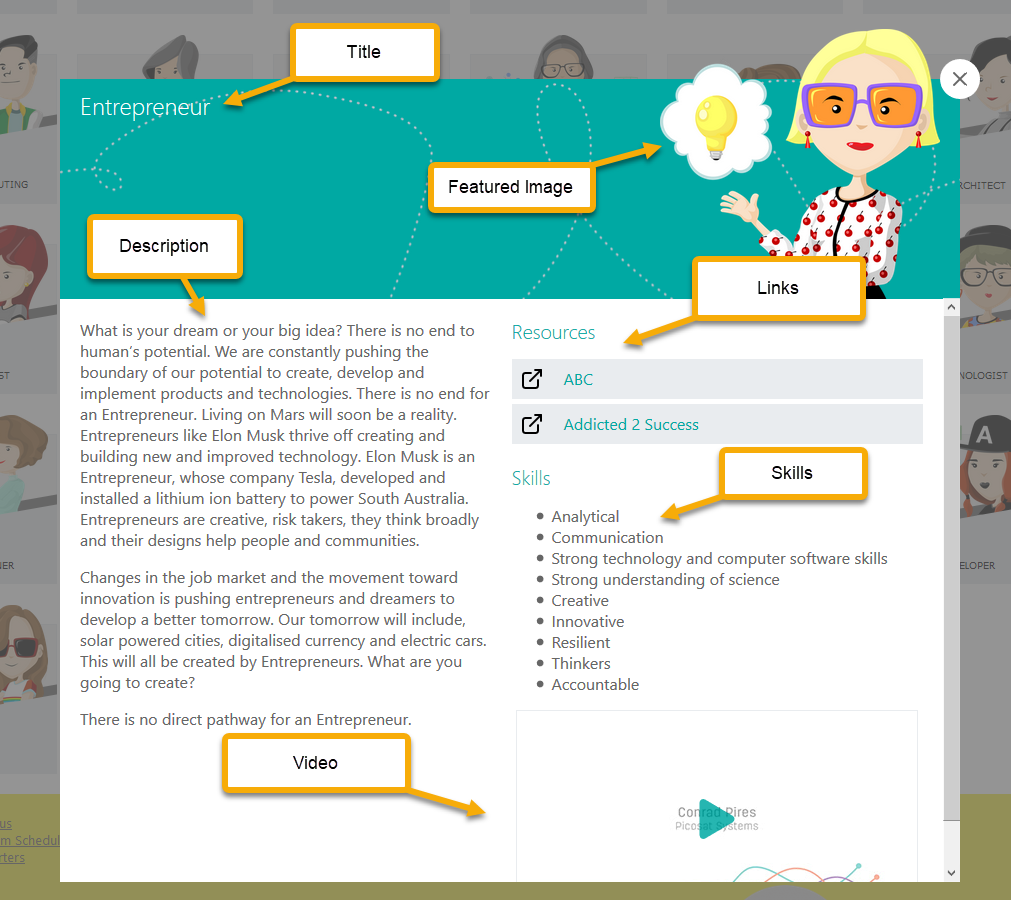 Title
Entrepreneur
Featured Image
UTING
RCHITECT
Description
Links
What is your dream or your big idea? There is no end to
human's potential. We are constantly pushing the
boundary of our potential to create, develop and
implement products and technologies. There is no end for
an Entrepreneur. Living on Mars will soon be a reality.
Entrepreneurs like Elon Musk thrive off creating and
building new and improved technology. Elon Musk is an
Entrepreneur, whose company Tesla, developed and
installed a lithium ion battery to power South Australia.
Entrepreneurs are creative, risk takers, they think broadly
and their designs help people and communities.
Changes in the job market and the movement toward
innovation is pushing entrepreneurs and dreamers to
develop a better tomorrow. Our tomorrow will include,
solar powered cities, digitalised currency and electric cars.
This will all be created by Entrepreneurs. What are you
going to create?
There is no direct pathway for an Entrepreneur.
Video
Resources
ABC
Addicted 2 Success
Skills
Skills
Analytical
Communication
Strong technology and computer software skills
Strong understanding of science
Creative
Innovative
Resilient
Thinkers
Accountable
Conrad Pires
Picoset Systems
ST
NOLOGIST
A
NER
ELOPER
us
m Schedul
rters